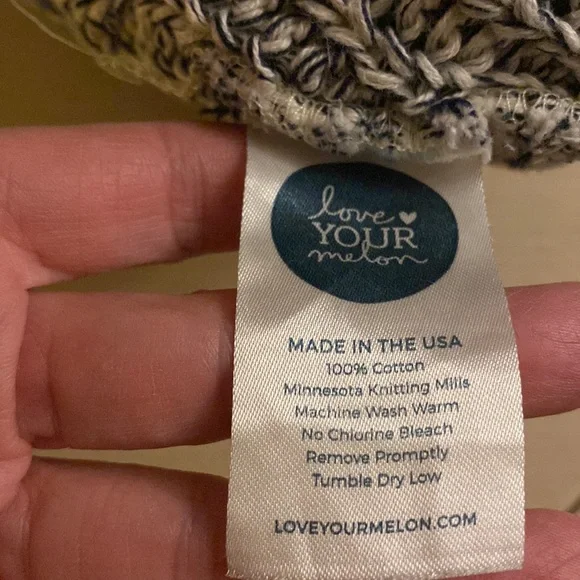 love
YOUR
melon
MADE IN THE USA
100% Cotton
Minnesota Knitting Mills
Machine Wash Warm
No Chlorine Bleach
Remove Promptly
Tumble Dry Low
LOVEYOURMELON.COM